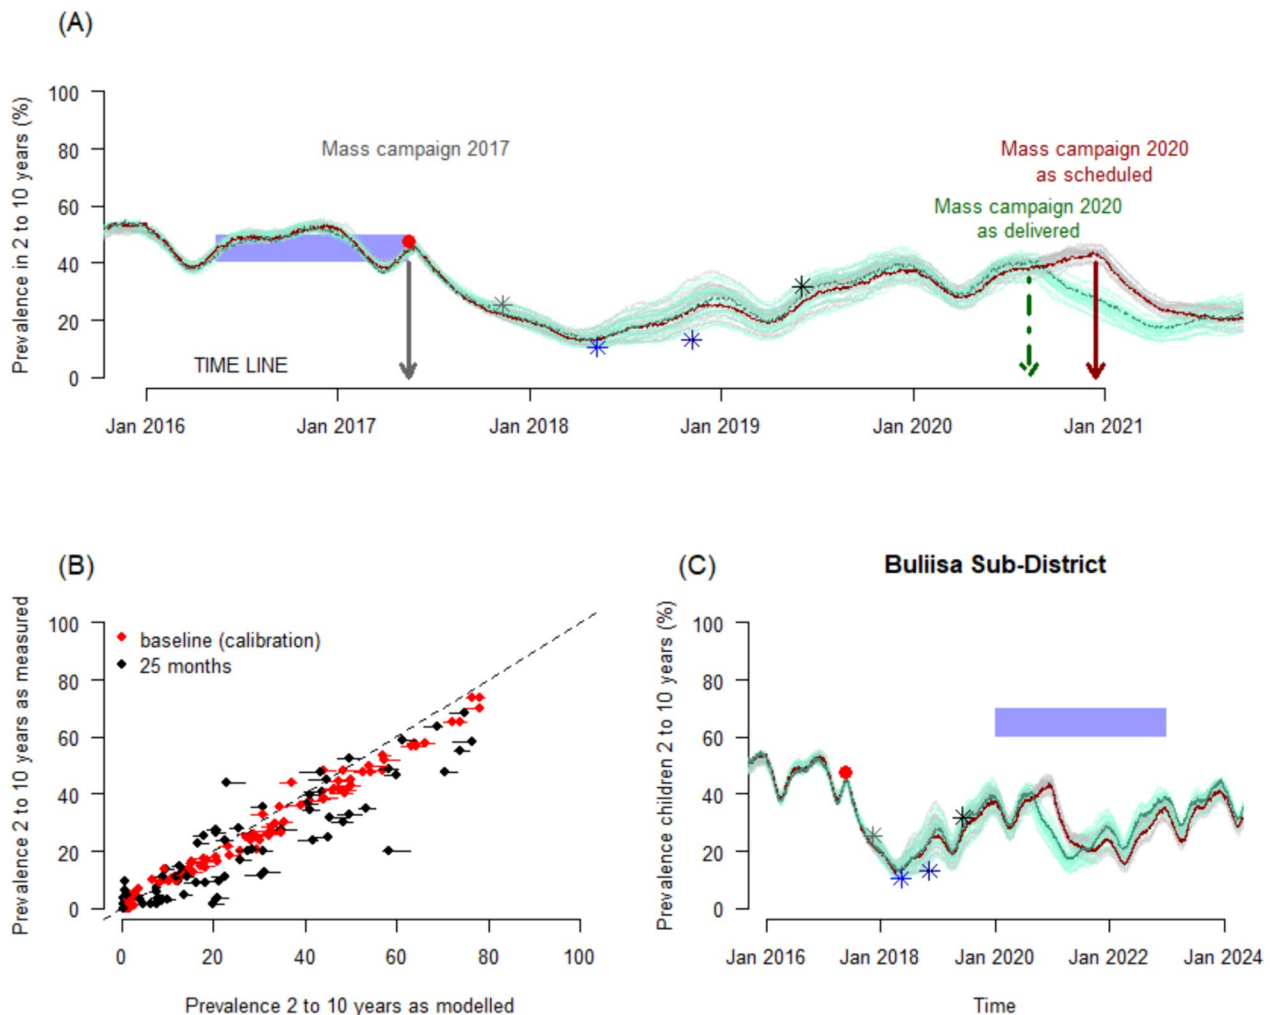 (A)
Prevalence in 2 to 10 years (%)
100
80
60
40
20
0
Mass campaign 2017
Mass campaign 2020
as scheduled
Mass campaign 2020
as delivered
TIME LINE
Jan 2016 Jan 2017 Jan 2018 Jan 2019 Jan 2020 Jan 2021
(B)
Prevalence 2 to 10 years as measured
100
80
60
40
20
0
baseline (calibration)
25 months
0 20 40 60 80 100
Prevalence 2 to 10 years as modelled
(C)
Buliisa Sub-District
Prevalence children 2 to 10 years (%)
100
80
60
40
20
0
Jan 2016 Jan 2018 Jan 2020 Jan 2022 Jan 2024
Time